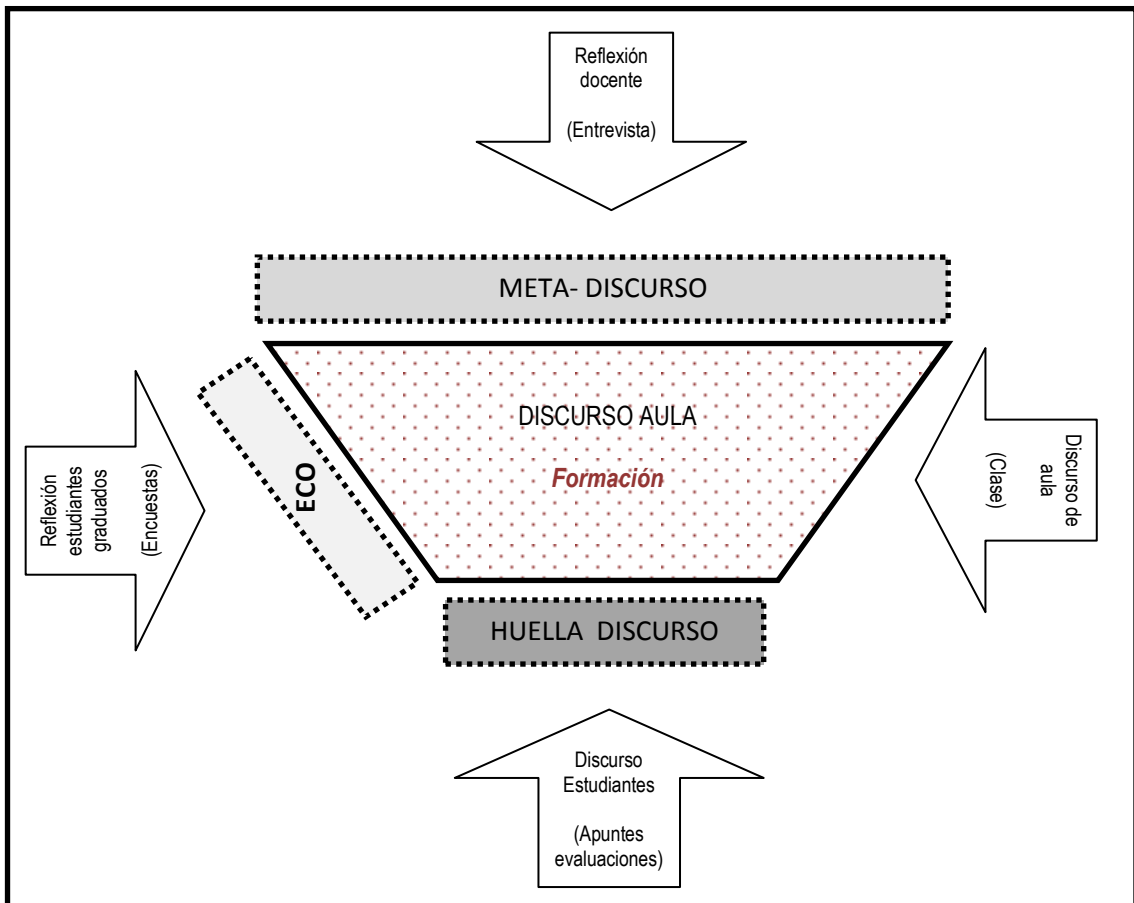 Reflexión
docente
(Entrevista)
META- DISCURSO
DISCURSO AULA
Formación
ECO
Reflexión
estudiantes
graduados
(Encuestas)
Discurso de
aula
(Clase)
HUELLA DISCURSO
Discurso
Estudiantes
(Apuntes
evaluaciones)